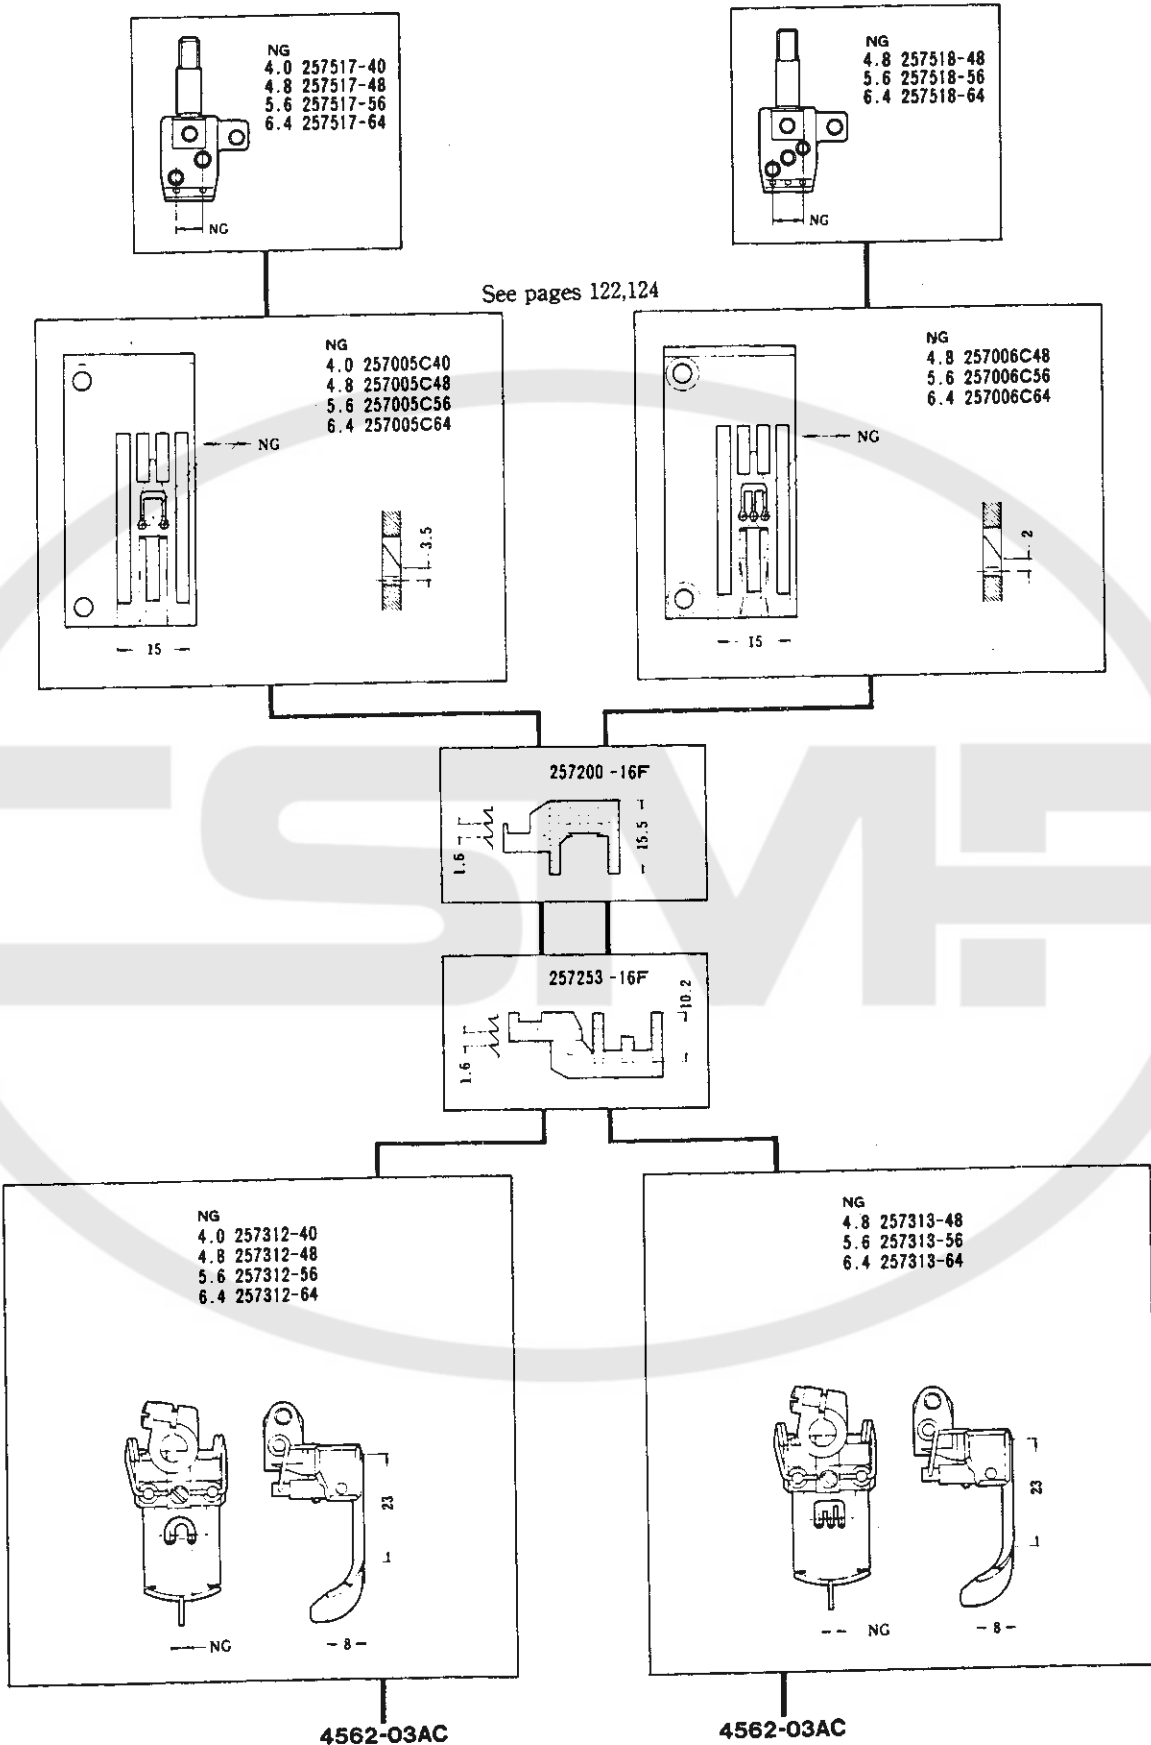 NG
4.0 257517-40
4.8 257517-48
5.6 257517-56
6.4 257517-64
NG
NG
4.8 257518-48
5.6 257518-56
6.4 257518-64
NG
See pages 122,124
NG
4.0 257005C40
4.8 257005C48
5.6 257005C56
6.4 257005C64
NG
3.5
15
NG
4.8 257006C48
5.6 257006C56
6.4 257006C64
NG
2
15
257200-16F
1.6
15.5
257253-16F
1.6
10.2
NG
4.0 257312-40
4.8 257312-48
5.6 257312-56
6.4 257312-64
23
NG
8
NG
4.8 257313-48
5.6 257313-56
6.4 257313-64
23
NG
8
4562-03AC
4562-03AC